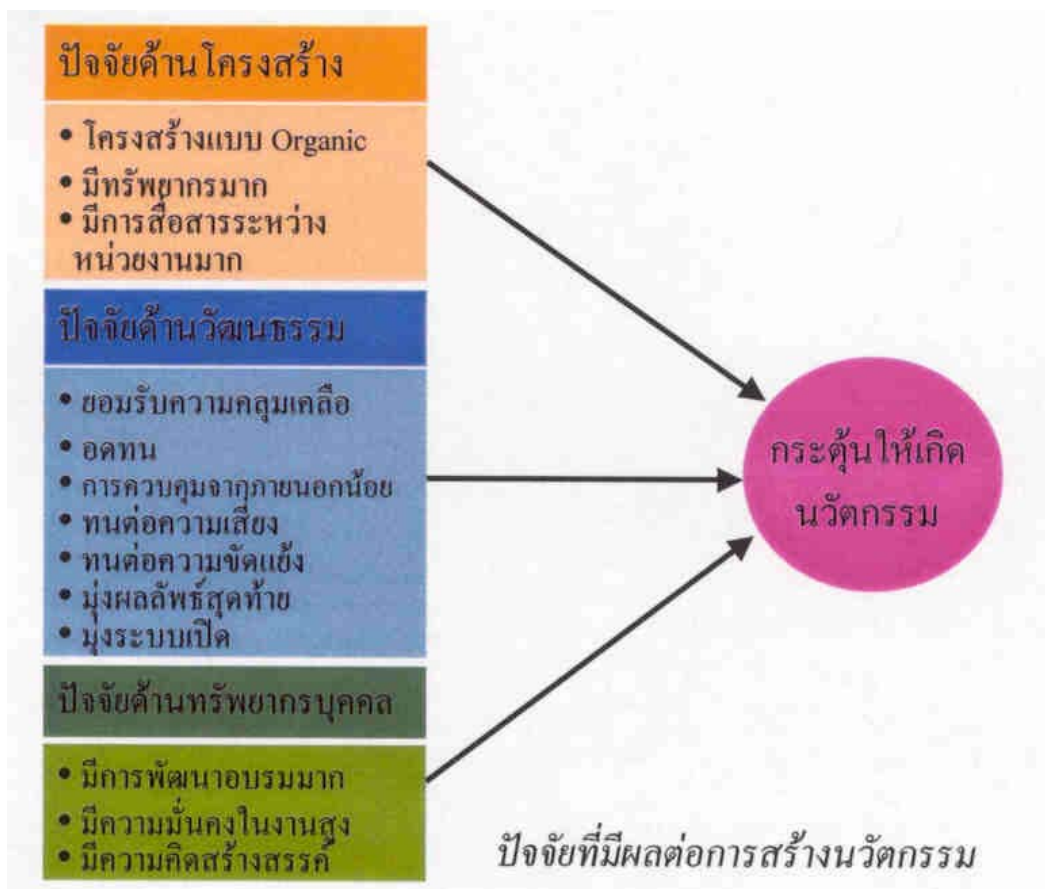 ปัจจัยด้านโครงสร้าง
• โครงสร้างแบบ Organic
• มีทรัพยากรมาก
• มีการสื่อสารระหว่าง
หน่วยงานมาก
ปัจจัยด้านวัฒนธรรม
• ยอมรับความคลุมเคลือ
• อดทน
• การควบคุมจากภายนอกน้อย
• ทนต่อความเสี่ยง
• ทนต่อความขัดแย้ง
• มุ่งผลลัพธ์สุดท้าย
• มุ่งระบบเปิด
ปัจจัยด้านทรัพยากรบุคคล
• มีการพัฒนาอบรมมาก
• มีความมั่นคงในงานสูง
• มีความคิดสร้างสรรค์
กระตุ้นให้เกิด
นวัตกรรม
ปัจจัยที่มีผลต่อการสร้างนวัตกรรม